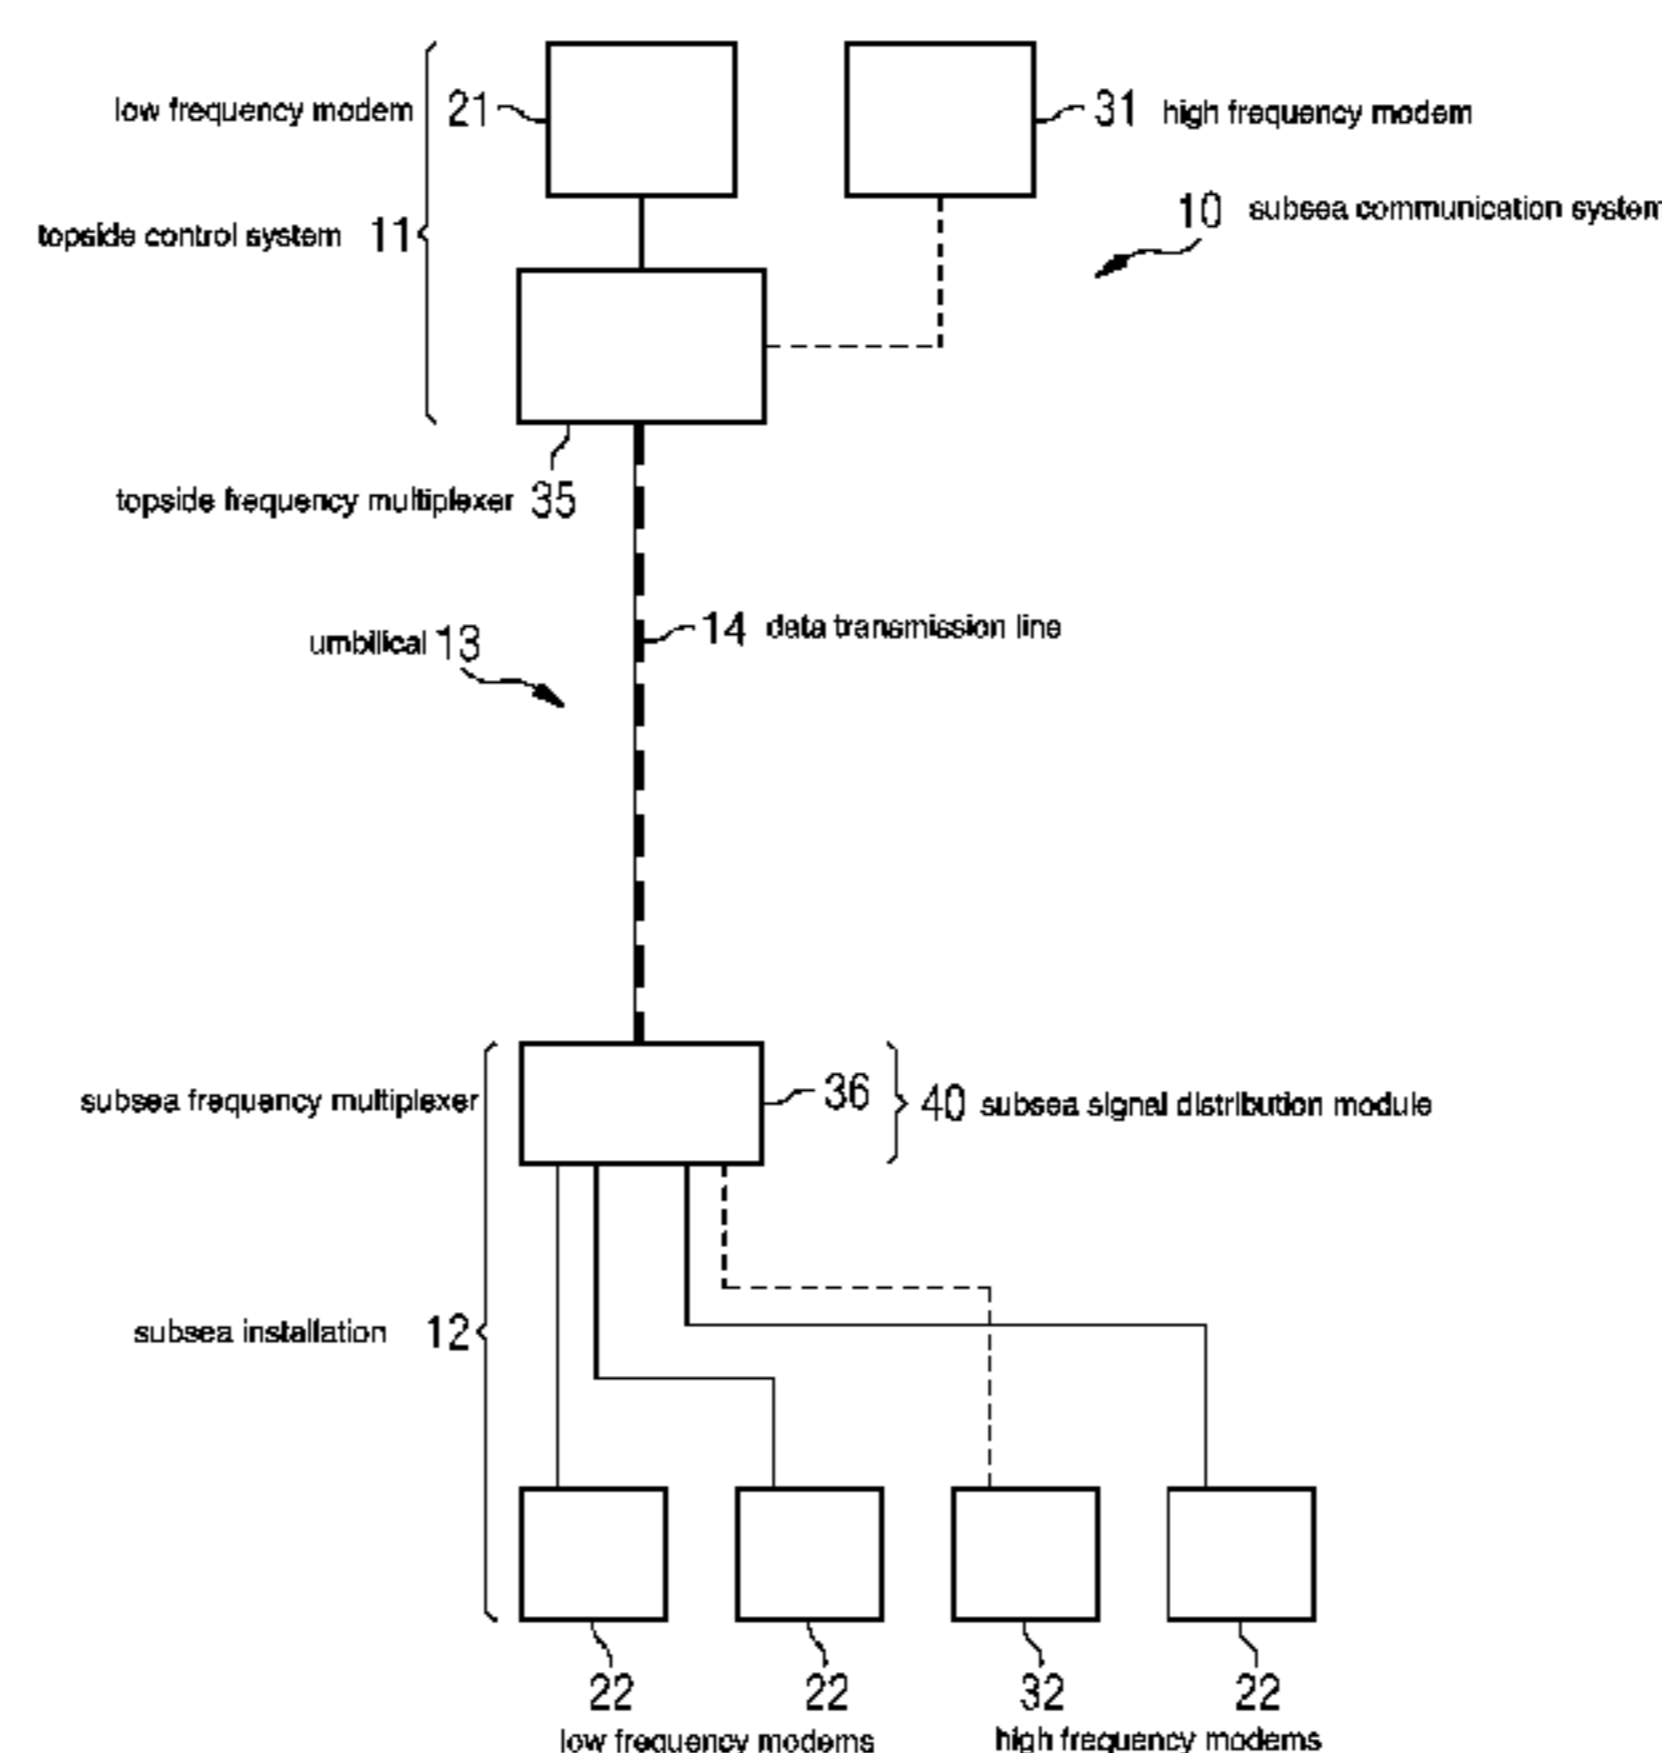 low frequency modem 21
31 high frequency modem
10 subsea communication system
topside control system 11
topside frequency multiplexer 35
14 data transmission line
umbilical 13
subsea frequency multiplexer
36
40 subsea signal distribution module
subsea installation 12
22 22 32 22
low frequency modems high frequency modems